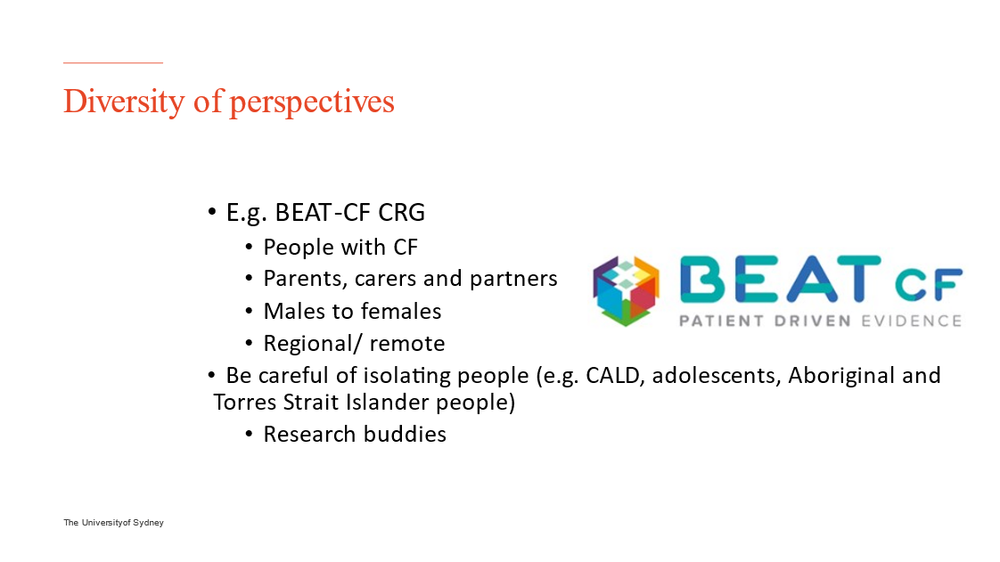 Diversity of perspectives
• E.g. BEAT-CF CRG
• People with CF
• Parents, carers and partners
• Males to females
• Regional/ remote
BEAT CF
PATIENT DRIVEN EVIDENCE
• Be careful of isolating people (e.g. CALD, adolescents, Aboriginal and
Torres Strait Islander people)
• Research buddies
The Universityof Sydney